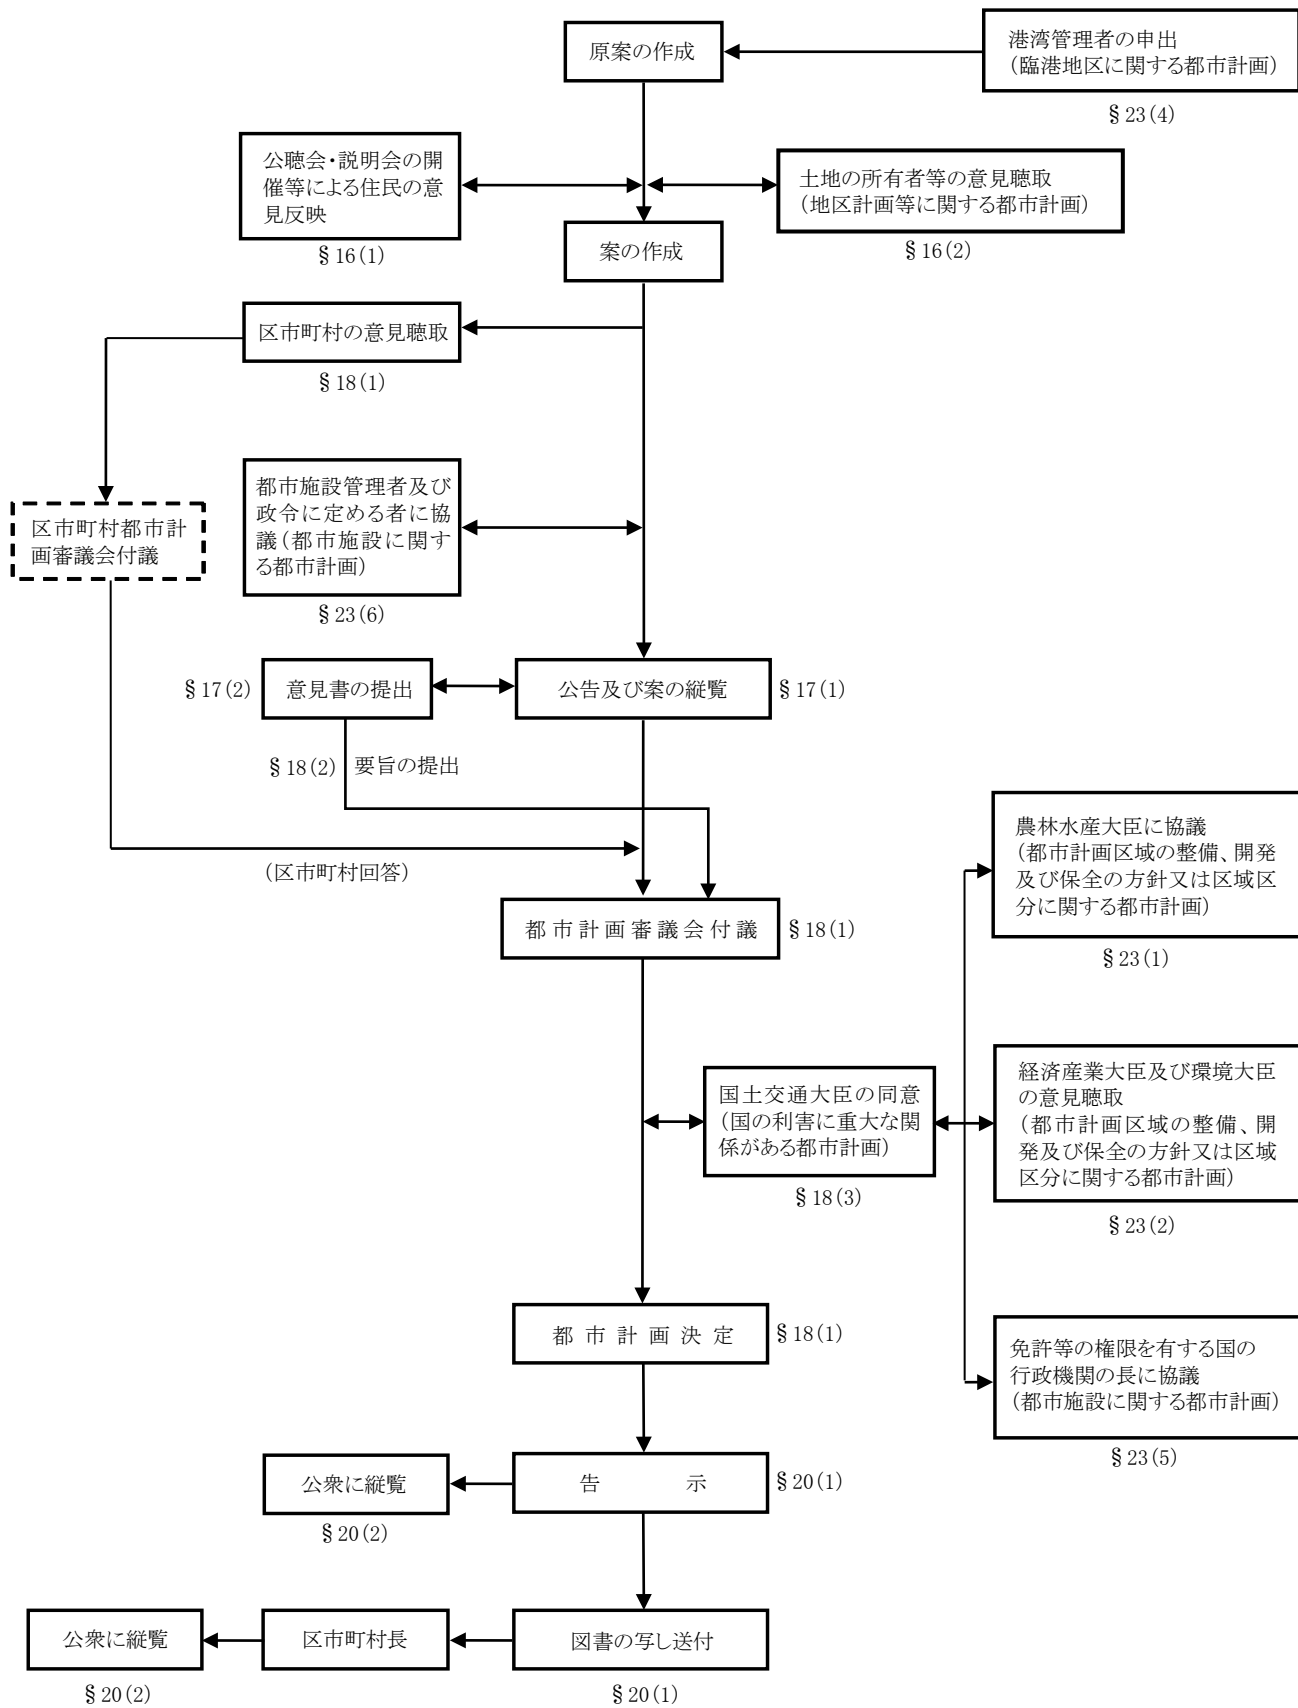 原案の作成
港湾管理者の申出
(臨港地区に関する都市計画)
§23(4)
公聴会・説明会の開
催等による住民の意
見反映
§16(1)
土地の所有者等の意見聴取
(地区計画等に関する都市計画)
§16(2)
案の作成
区市町村の意見聴取
§18(1)
都市施設管理者及び
政令に定める者に協
議(都市施設に関す
る都市計画)
§23(6)
区市町村都市計
画審議会付議
§17(2)
意見書の提出
公告及び案の縦覧
§17(1)
§18(2)
要旨の提出
(区市町村回答)
都市計画審議会付議
§18(1)
農林水産大臣に協議
(都市計画区域の整備、開発
及び保全の方針又は区域区
分に関する都市計画)
§23(1)
国土交通大臣の同意
(国の利害に重大な関
係がある都市計画)
§18(3)
経済産業大臣及び環境大臣
の意見聴取
(都市計画区域の整備、開
発及び保全の方針又は区域
区分に関する都市計画)
§23(2)
都市計画決定
§18(1)
免許等の権限を有する国の
行政機関の長に協議
(都市施設に関する都市計画)
§23(5)
公衆に縦覧
§20(2)
告示
§20(1)
公衆に縦覧
§20(2)
区市町村長
図書の写し送付
§20(1)